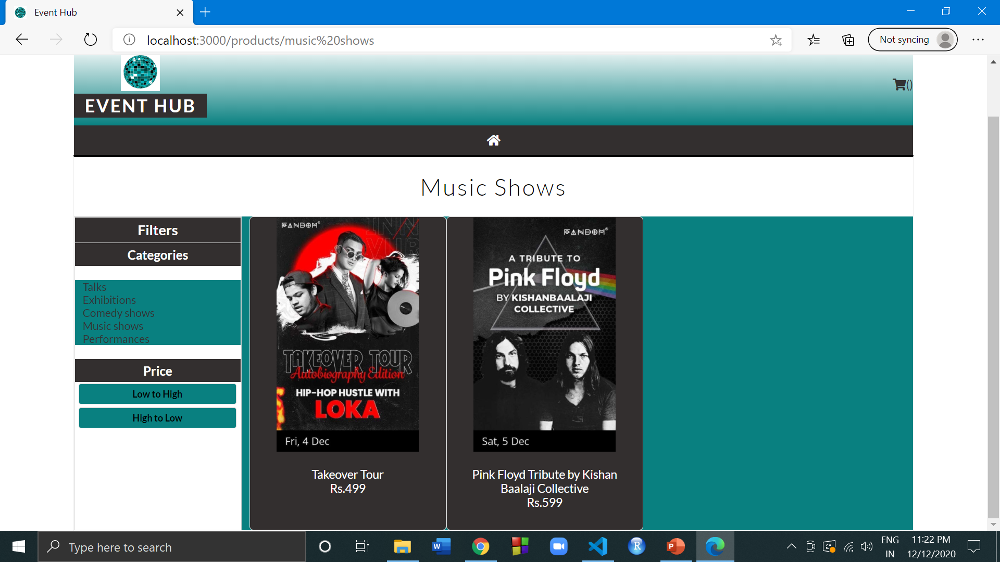 Event Hub
localhost:3000/products/music%20shows
Not syncing
()
EVENT HUB
Music Shows
Filters
Categories
Talks
Exhibitions
Comedy shows
Music shows
Performances
Price
Low to High
High to Low
FANDOM
TAKEOVER TOUR
Autobiography Edition
HIP-HOP HUSTLE WITH
LOKA
Fri, 4 Dec
Takeover Tour
Rs.499
FANDOM
A TRIBUTE TO
Pink Floyd
BY KISHANBAALAJI
COLLECTIVE
Sat, 5 Dec
Pink Floyd Tribute by Kishan
Baalaji Collective
Rs.599
Type here to search
ENG
IN
11:22 PM
12/12/2020